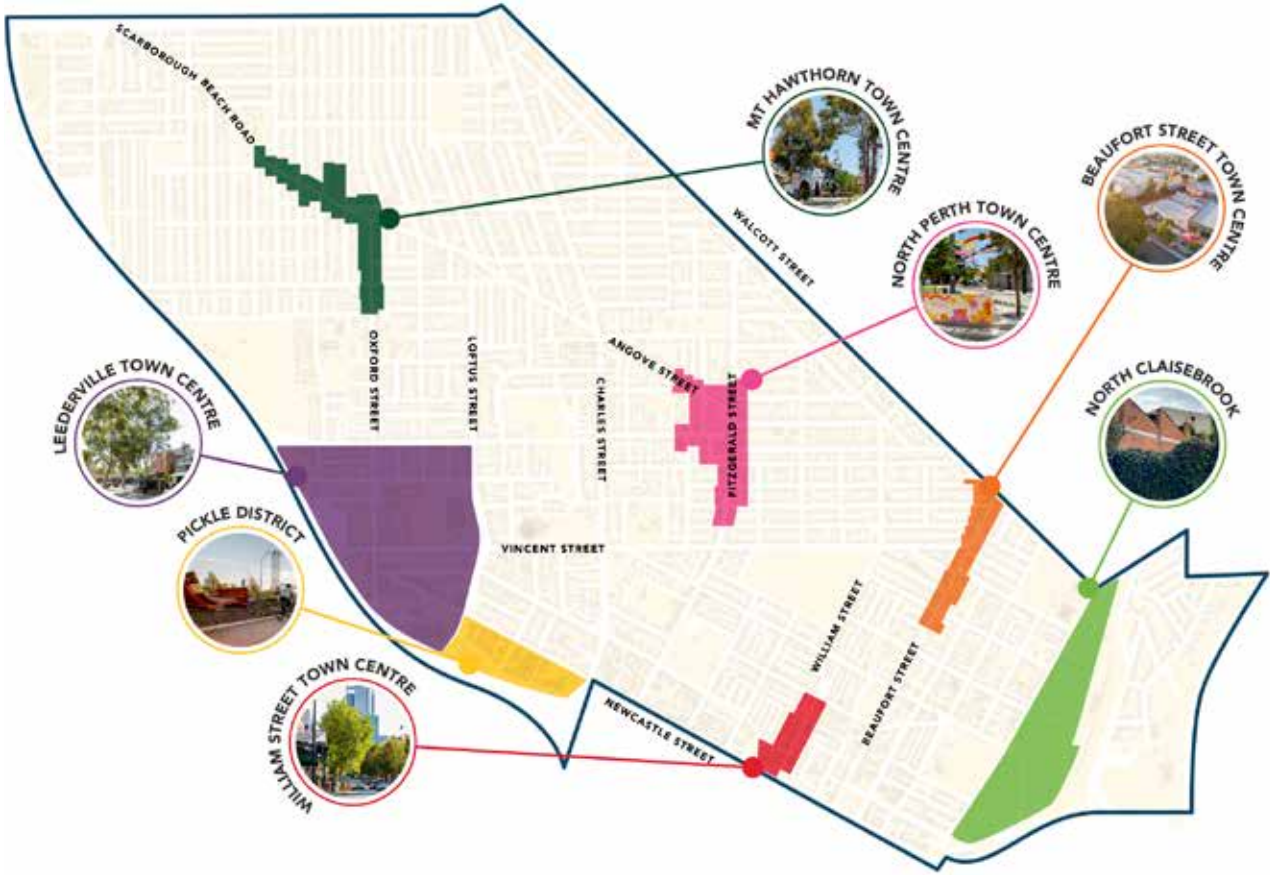 SCARBOROUGH BEACH ROAD
MT HAWTHORN TOWN CENTRE
BEAUFORT STREET TOWN CENTRE
WALCOTT STREET
NORTH PERTH TOWN CENTRE
OXFORD STREET
LOFTUS STREET
ANGOVE STREET
CHARLES STREET
FITZGERALD STREET
LEEDERVILLE TOWN CENTRE
NORTH CLAISEBROOK
PICKLE DISTRICT
VINCENT STREET
WILLIAM STREET
BEAUFORT STREET
WILLIAM STREET TOWN CENTRE
NEWCASTLE STREET